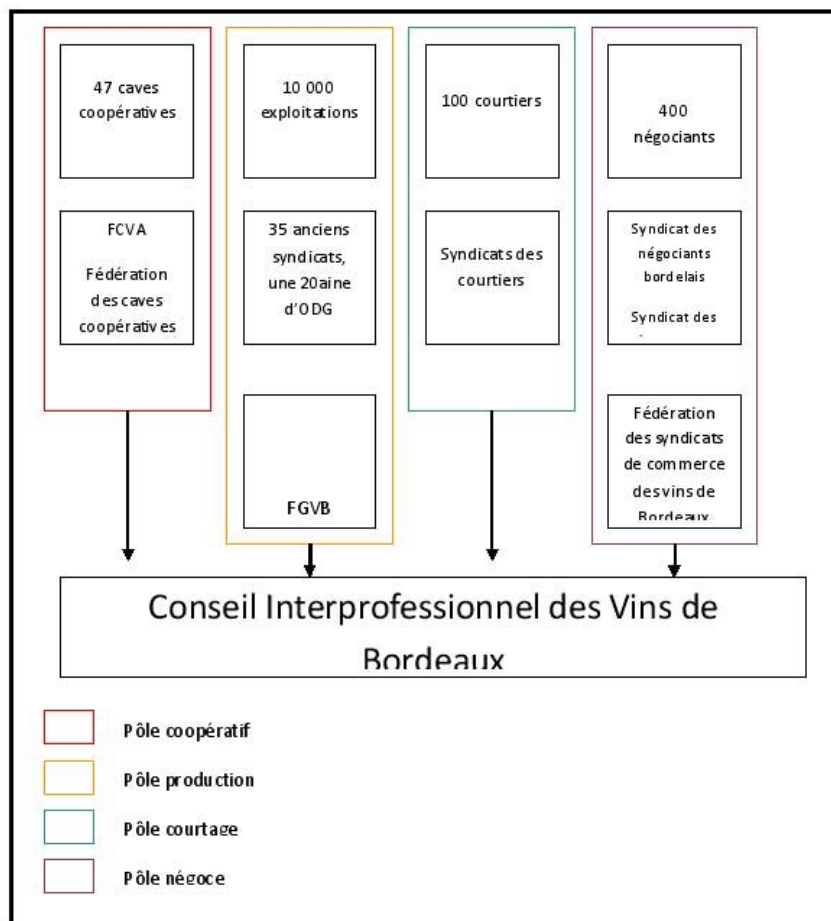 47 caves
coopératives
FCVA
Fédération
des caves
coopératives
10 000
exploitations
35 anciens
syndicats,
une 20aine
d'ODG
FGVB
100 courtiers
Syndicats des
courtiers
400
négociants
Syndicat des
négociants
bordelais
Syndicat des
Fédération
des syndicats
de commerce
des vins de
Bordeaux
Conseil Interprofessionnel des Vins de
Bordeaux
Pôle coopératif
Pôle production
Pôle courtage
Pôle négoce